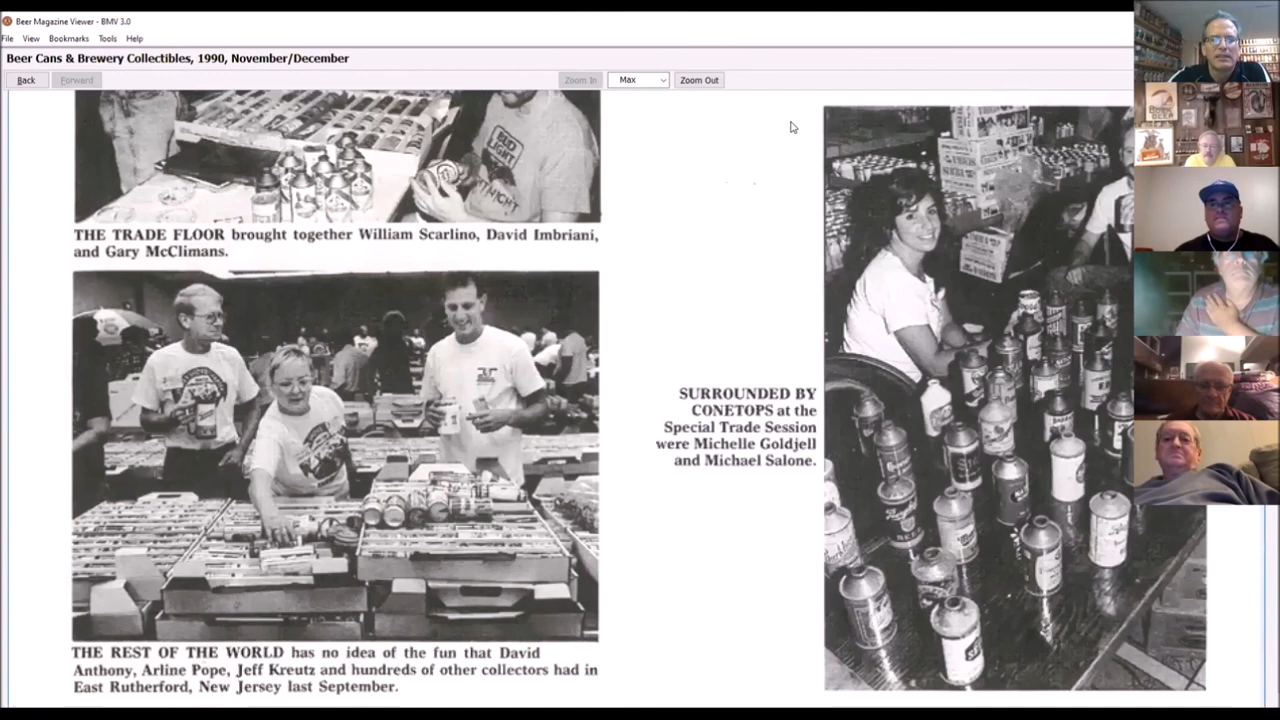 Beer Magazine Viewer - BMV 3.0
File View Bookmarks Tools Help
Beer Cans & Brewery Collectibles, 1990, November/December
Back Forward Zoom In Max Zoom Out
BUD
LIGHT
THE TRADE FLOOR brought together William Scarlino, David Imbriani,
and Gary McClimans.
SURROUNDED BY
CONETOPS at the
Special Trade Session
were Michelle Goldjell
and Michael Salone.
THE REST OF THE WORLD has no idea of the fun that David
Anthony, Arline Pope, Jeff Kreutz and hundreds of other collectors had in
East Rutherford, New Jersey last September.